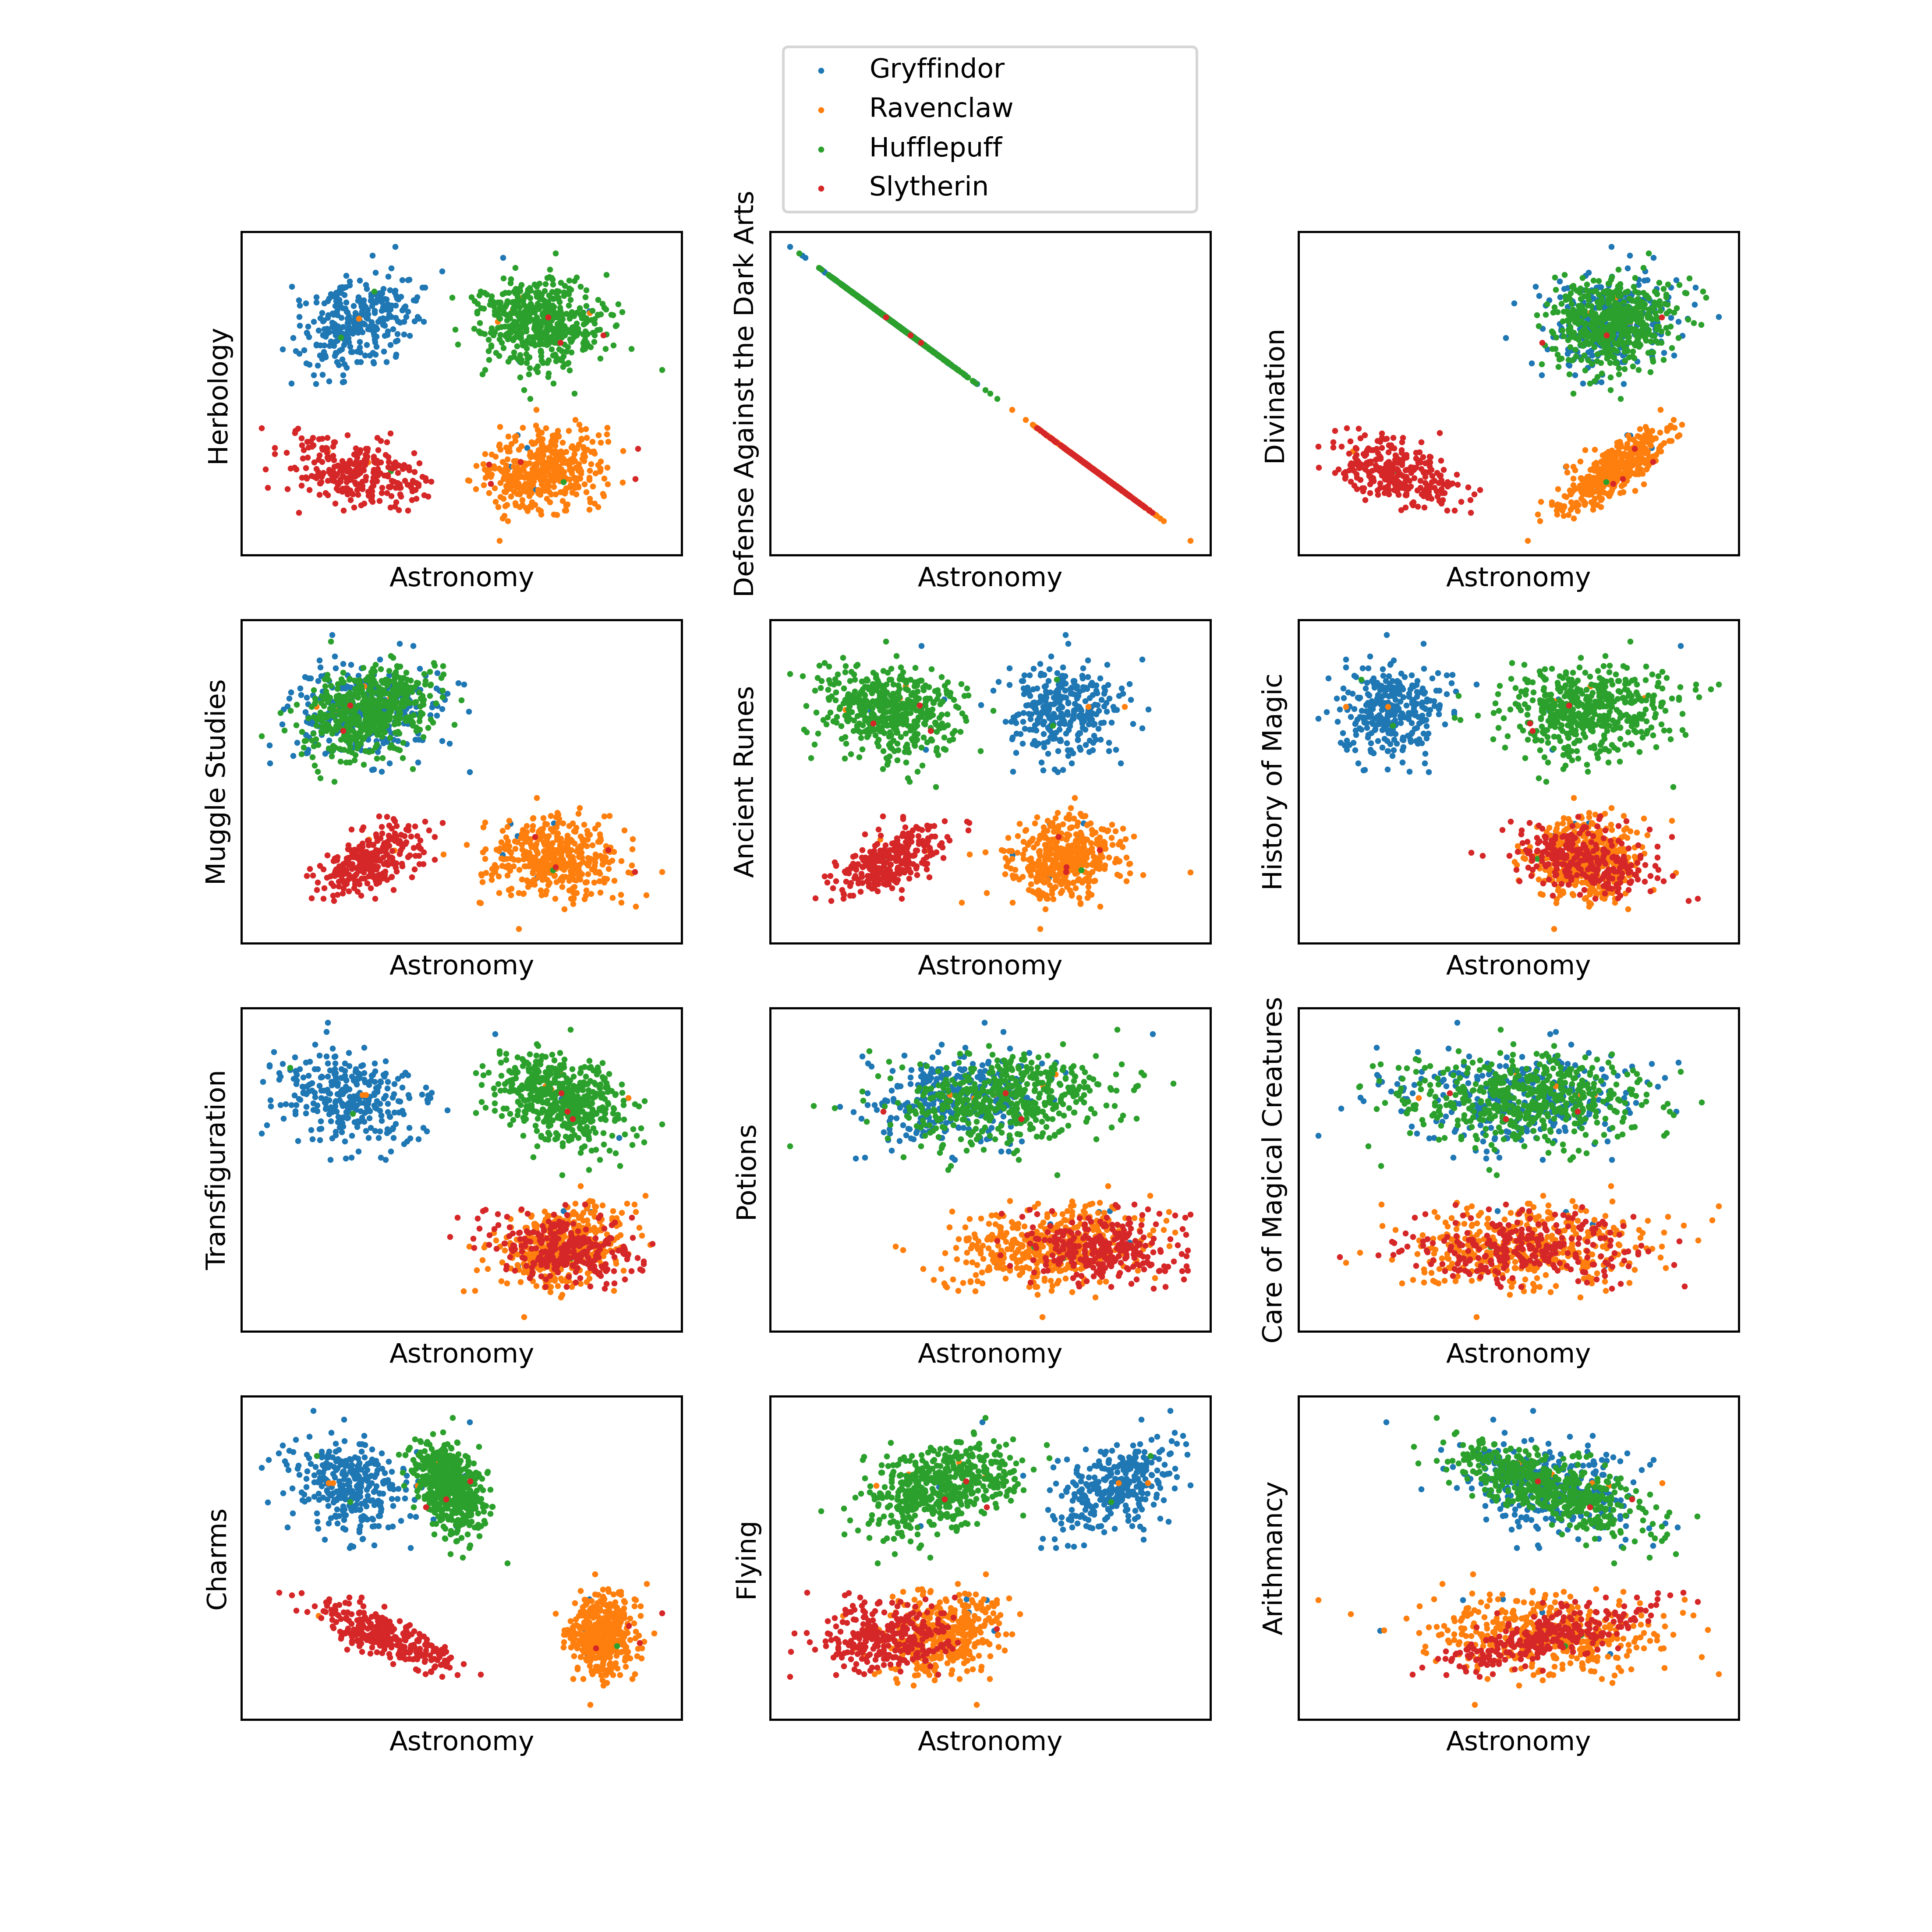 Gryffindor
Ravenclaw
Hufflepuff
Slytherin
Herbology
Astronomy
Defense Against the Dark Arts
Astronomy
Divination
Astronomy
Muggle Studies
Astronomy
Ancient Runes
Astronomy
History of Magic
Astronomy
Transfiguration
Astronomy
Potions
Astronomy
Care of Magical Creatures
Astronomy
Charms
Astronomy
Flying
Astronomy
Arithmancy
Astronomy